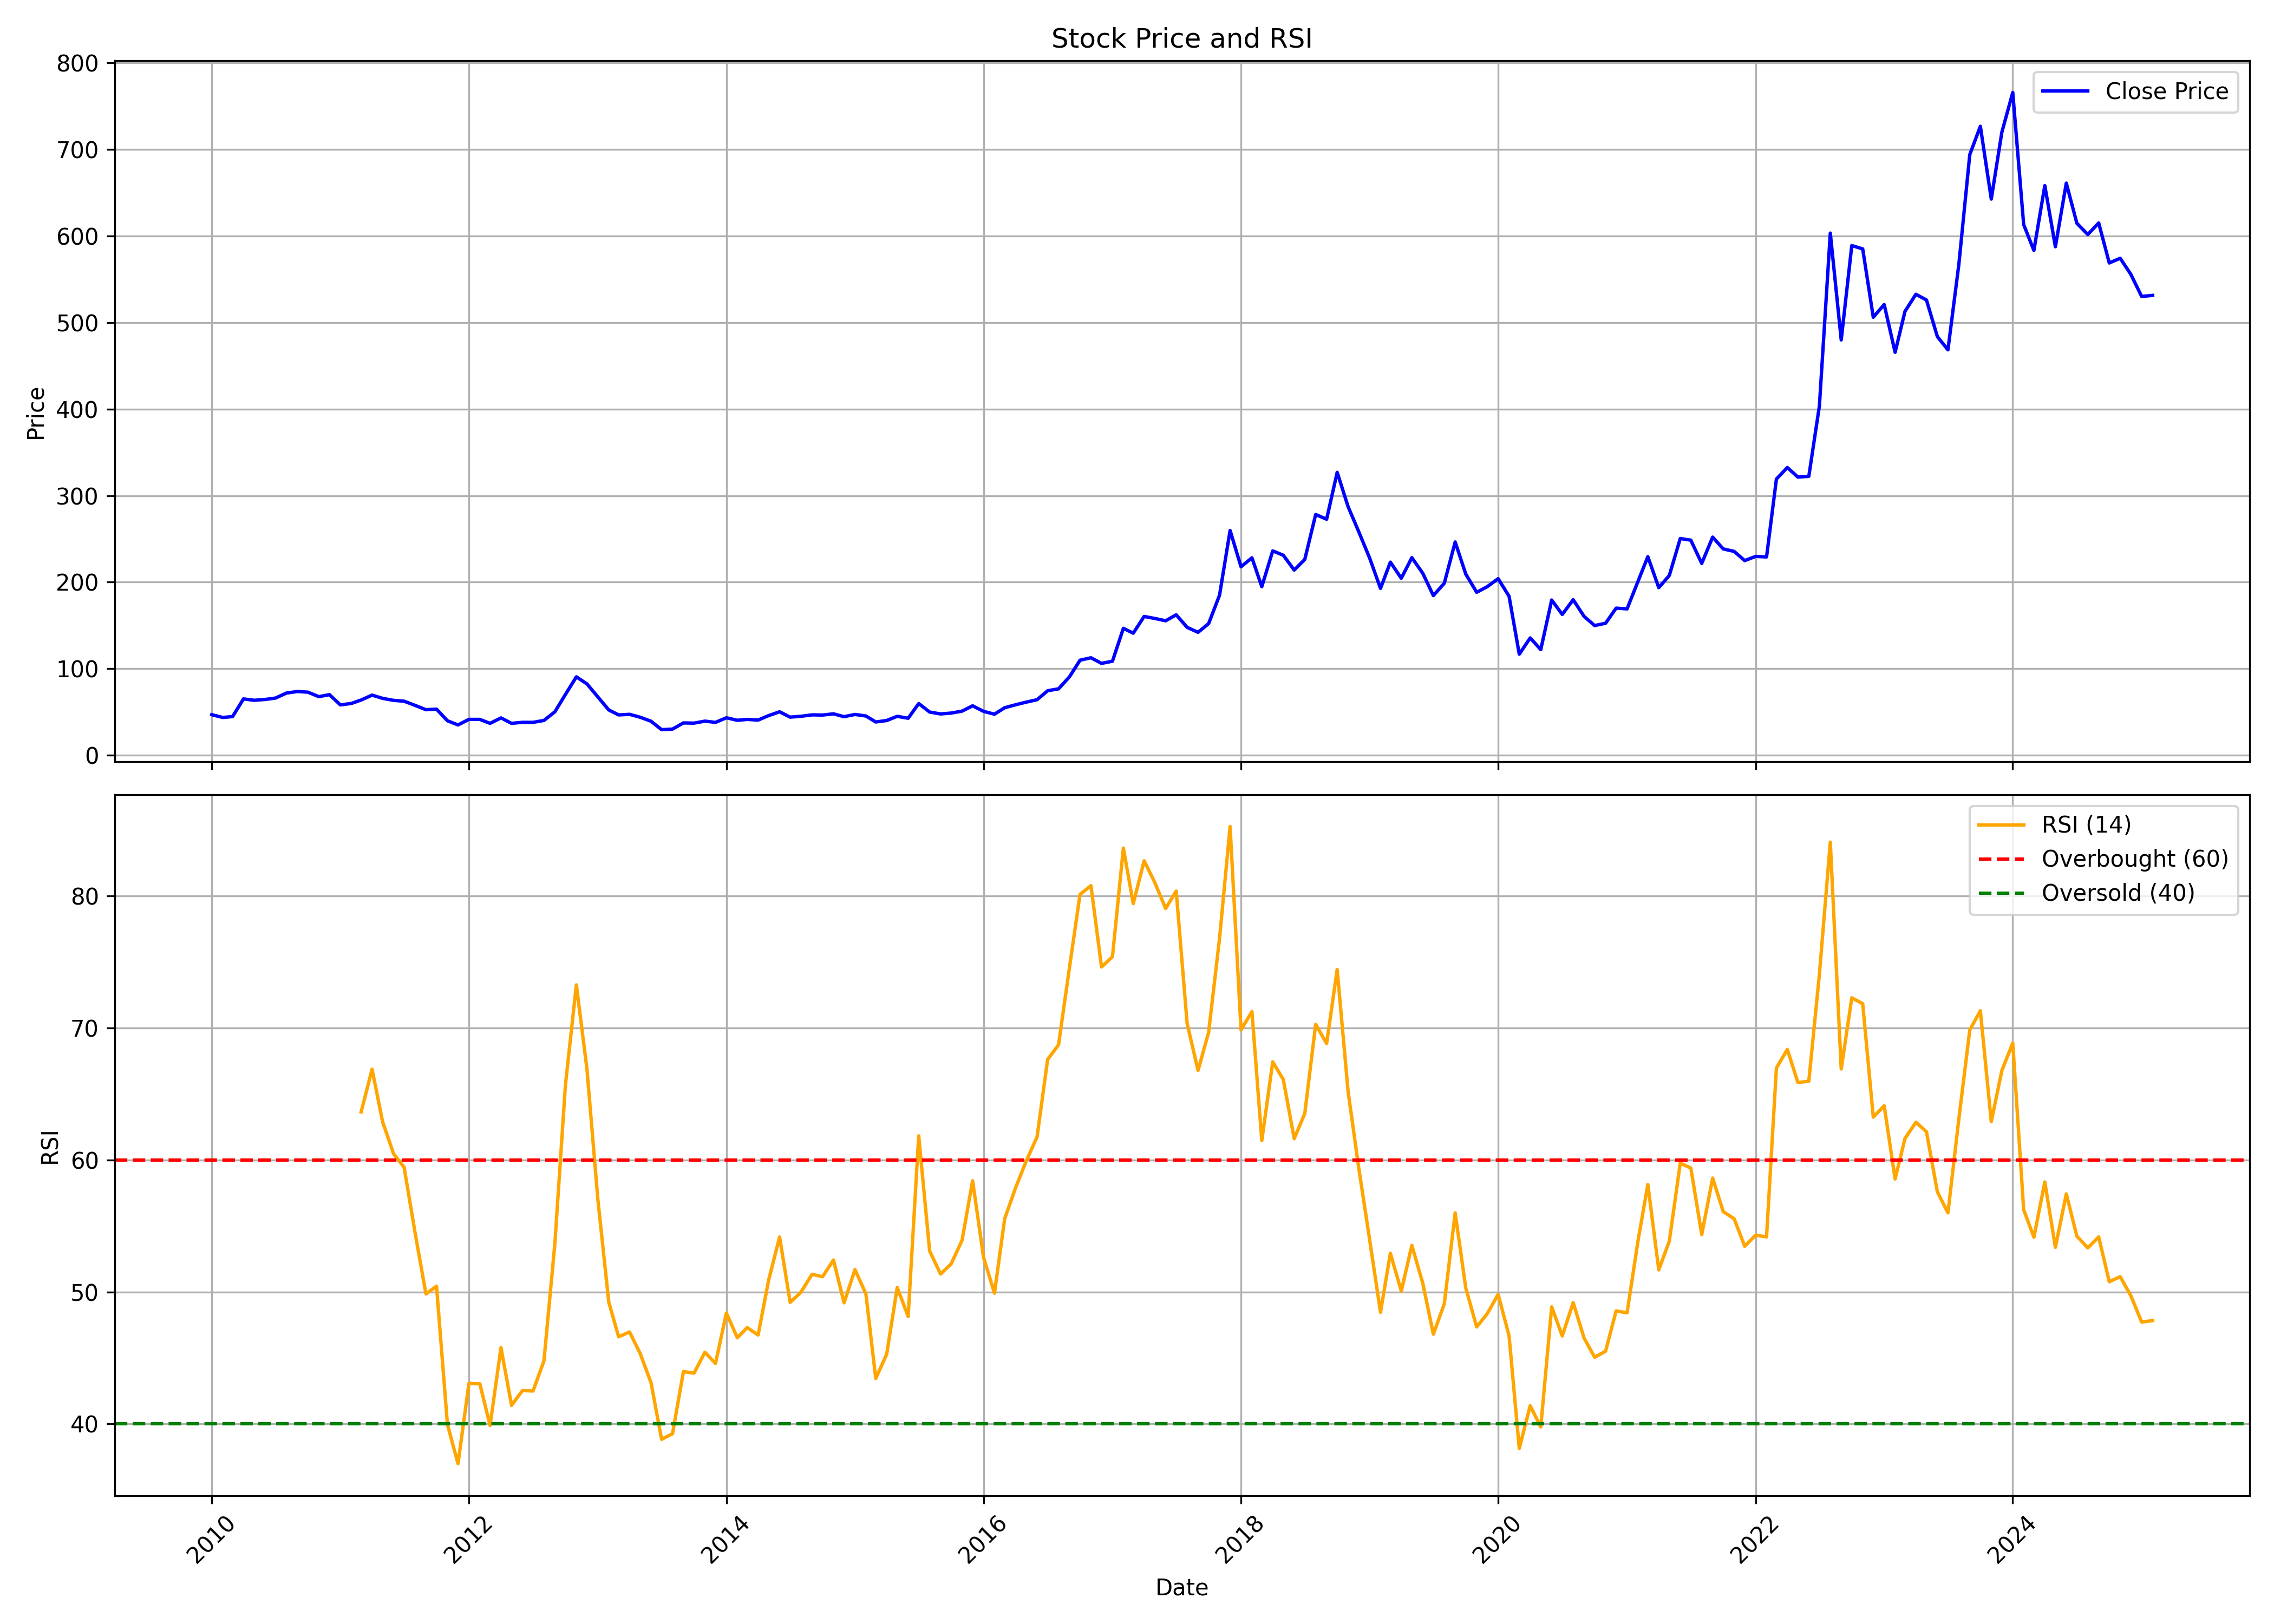 Stock Price and RSI
800
700
600
500
400
300
200
100
0
Price
Close Price
80
70
60
50
40
RSI
RSI (14)
Overbought (60)
Oversold (40)
2010
2012
2014
2016
2018
2020
2022
2024
Date